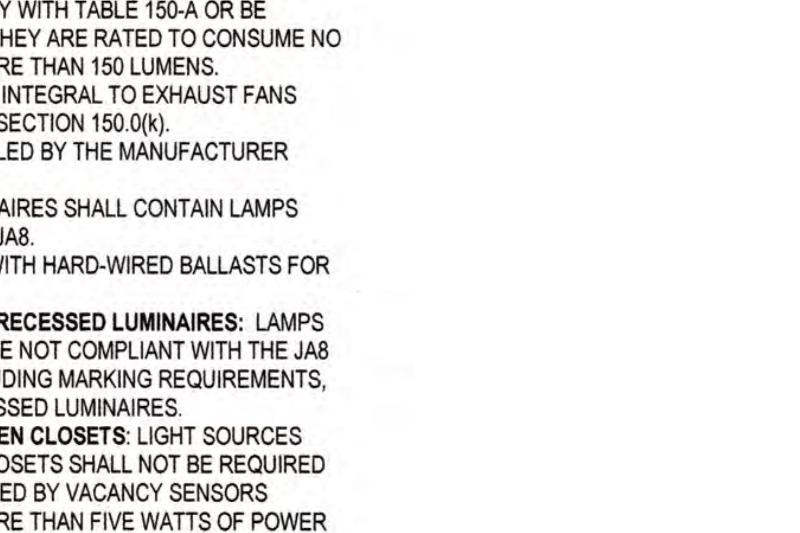 Y WITH TABLE 150-A OR BE
HEY ARE RATED TO CONSUME NO
RE THAN 150 LUMENS.
INTEGRAL TO EXHAUST FANS
SECTION 150.0(k).
LED BY THE MANUFACTURER
AIRES SHALL CONTAIN LAMPS
JA8.
WITH HARD-WIRED BALLASTS FOR
RECESSED LUMINAIRES: LAMPS
E NOT COMPLIANT WITH THE JA8
DING MARKING REQUIREMENTS,
SSED LUMINAIRES.
EN CLOSETS: LIGHT SOURCES
OSETS SHALL NOT BE REQUIRED
ED BY VACANCY SENSORS
RE THAN FIVE WATTS OF POWER